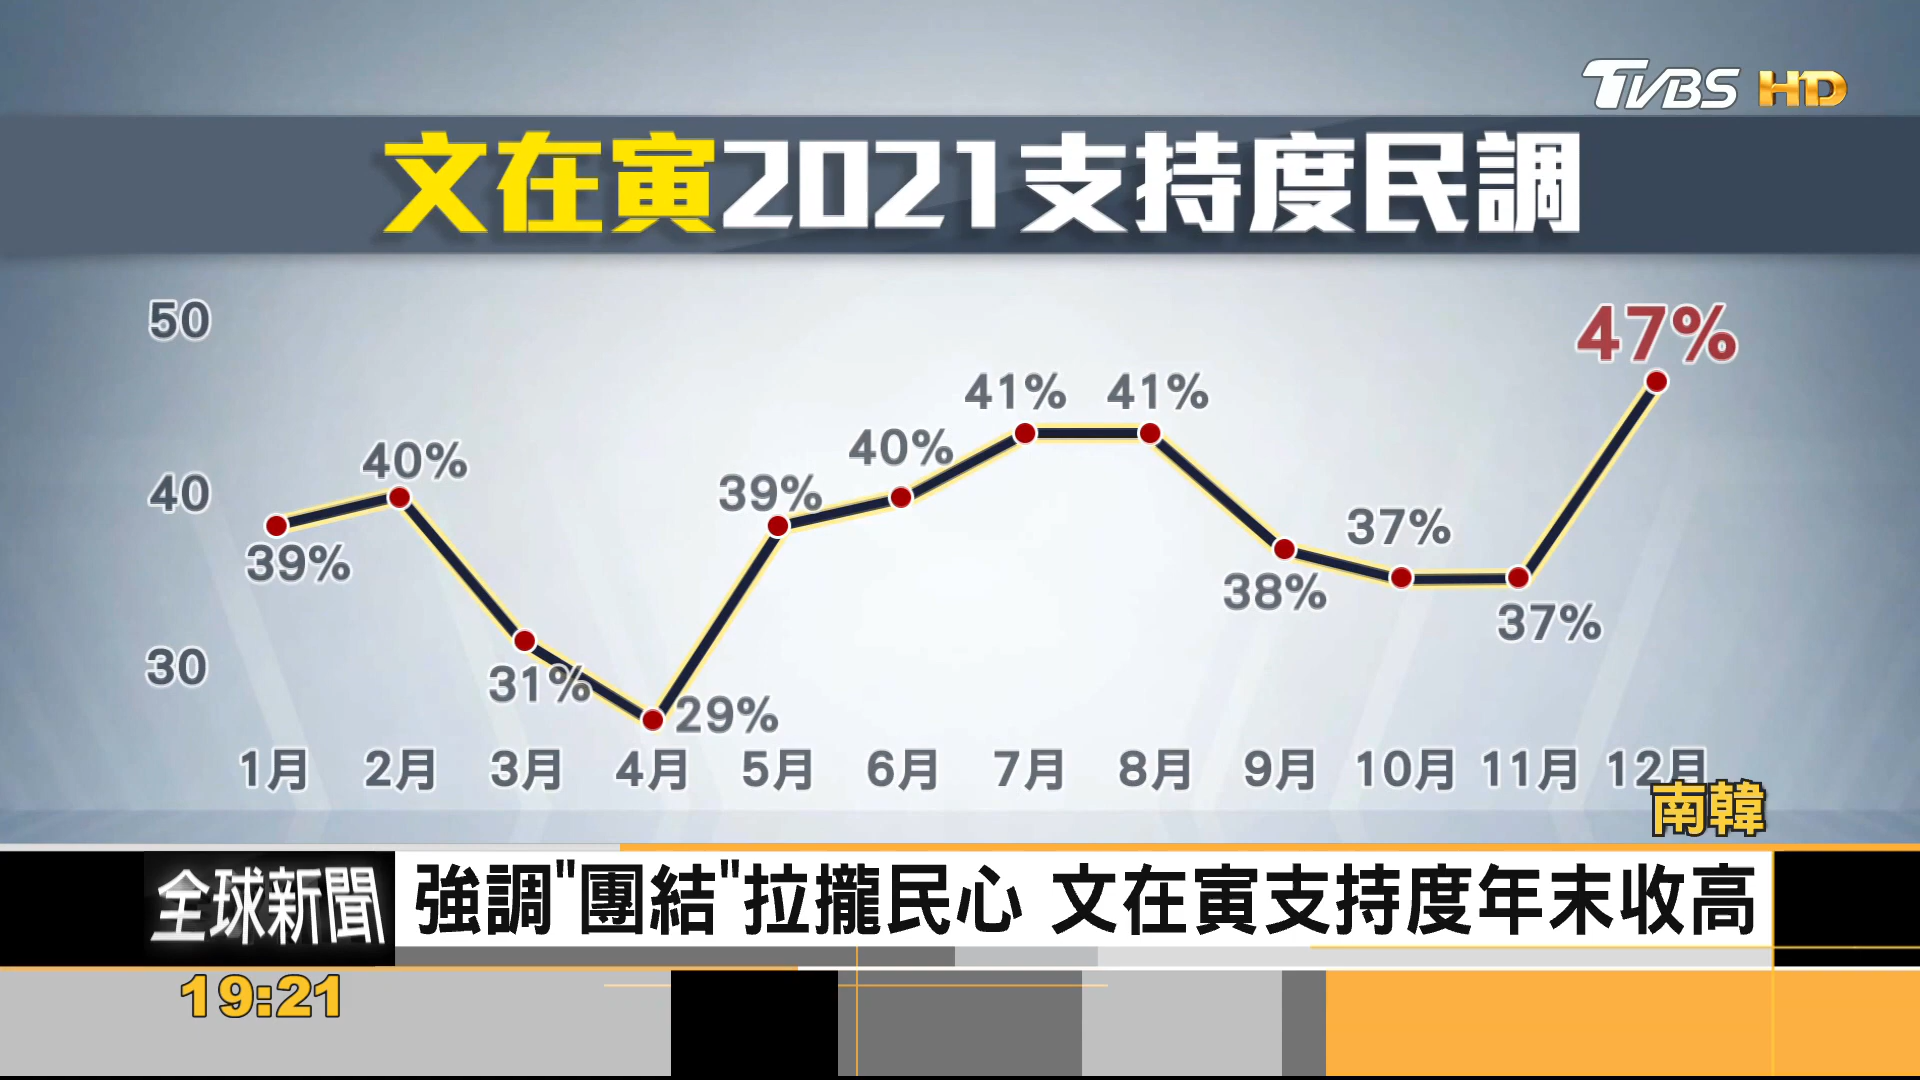 TVBS HD
文在寅2021支持度民調
50
47%
41% 41%
40%
40%
40
39%
37%
39%
38%
37%
30
31%
29%
1月 2月 3月 4月 5月 6月 7月 8月 9月 10月 11月 12月
南韓
全球新聞
強調"團結"拉攏民心 文在寅支持度年末收高
19:21